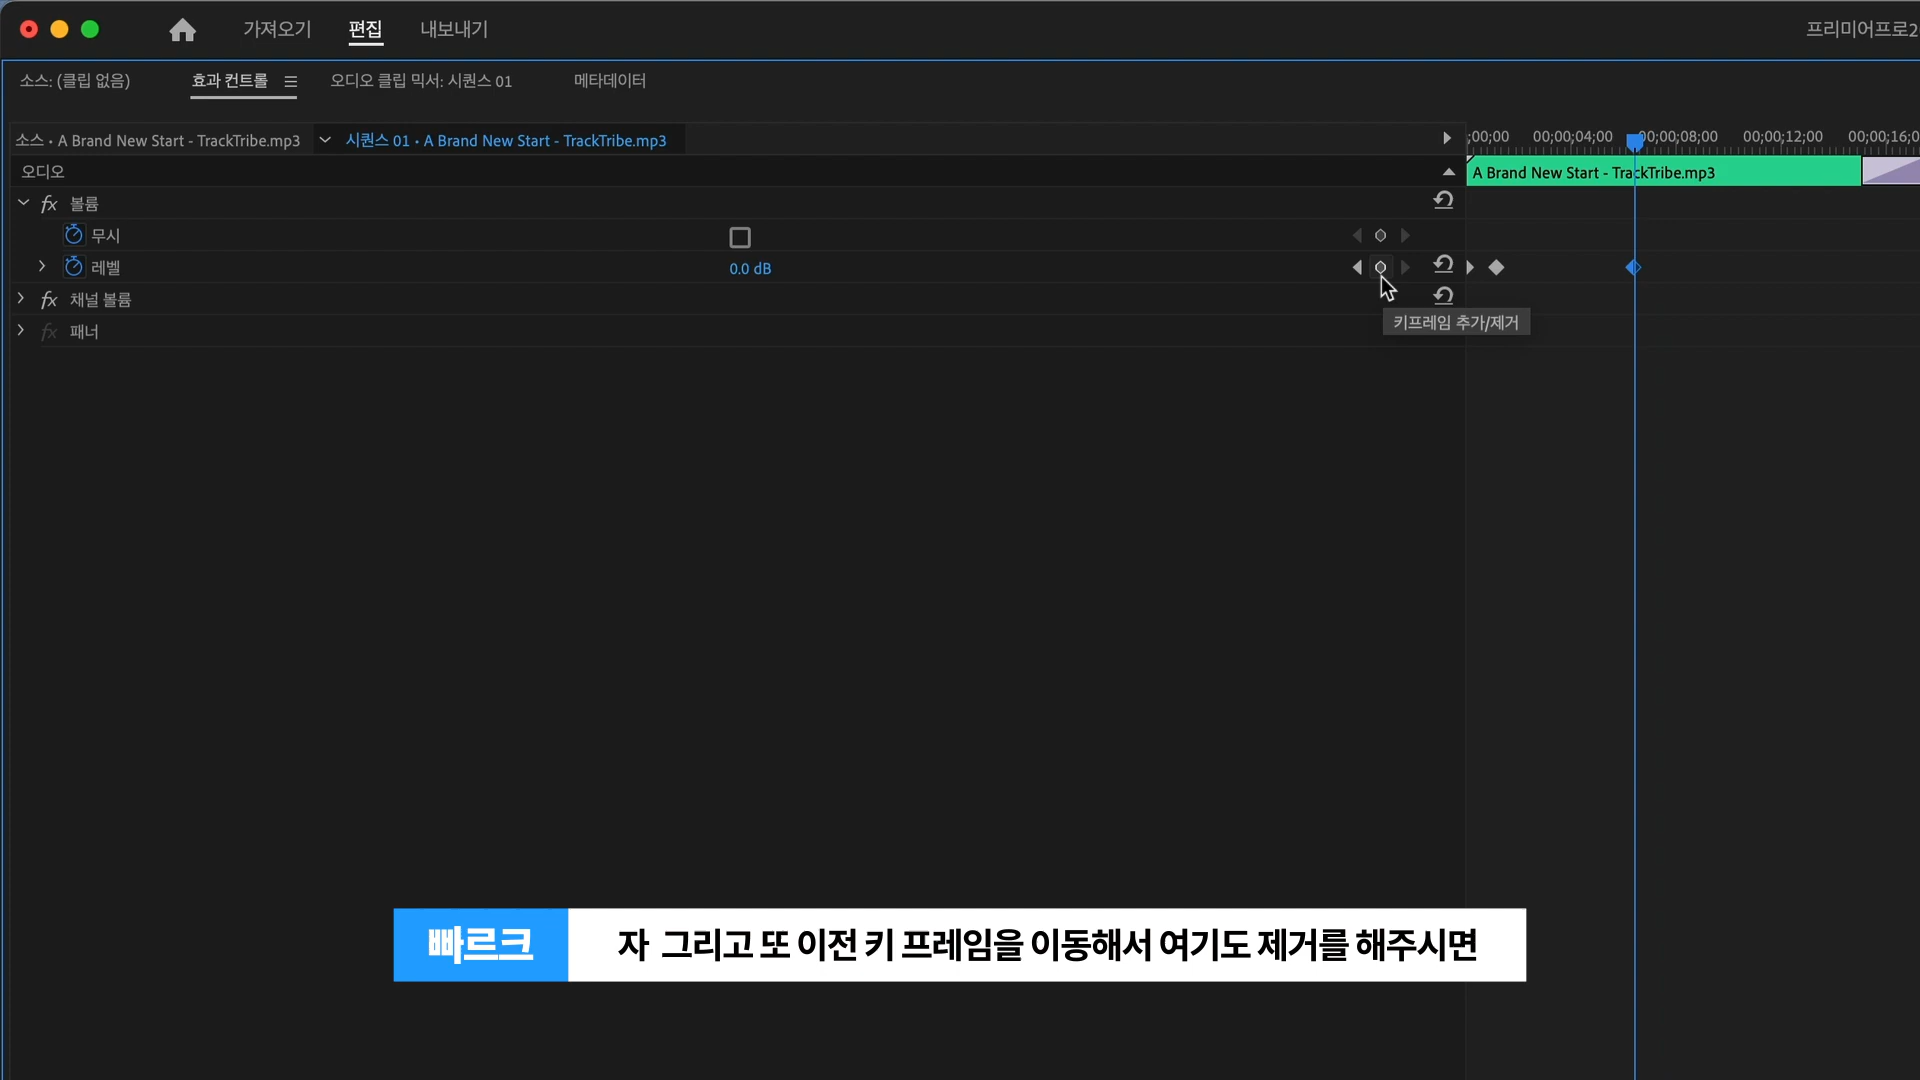 가져오기 편집 내보내기 프리미어프로2
소스: (클립 없음) 효과 컨트롤 오디오 클립 믹서: 시퀀스 01 메타데이터
소스 • A Brand New Start - TrackTribe.mp3 시퀀스 01 • A Brand New Start - TrackTribe.mp3 ;00;00 00;00;04;00 00;00;08;00 00;00;12;00 00;00;16;0
오디오 A Brand New Start - TrackTribe.mp3
fx 볼륨
무시
레벨 0.0 dB
fx 채널 볼륨
fx 패너
키프레임 추가/제거
빠르크 자 그리고 또 이전 키 프레임을 이동해서 여기도 제거를 해주시면